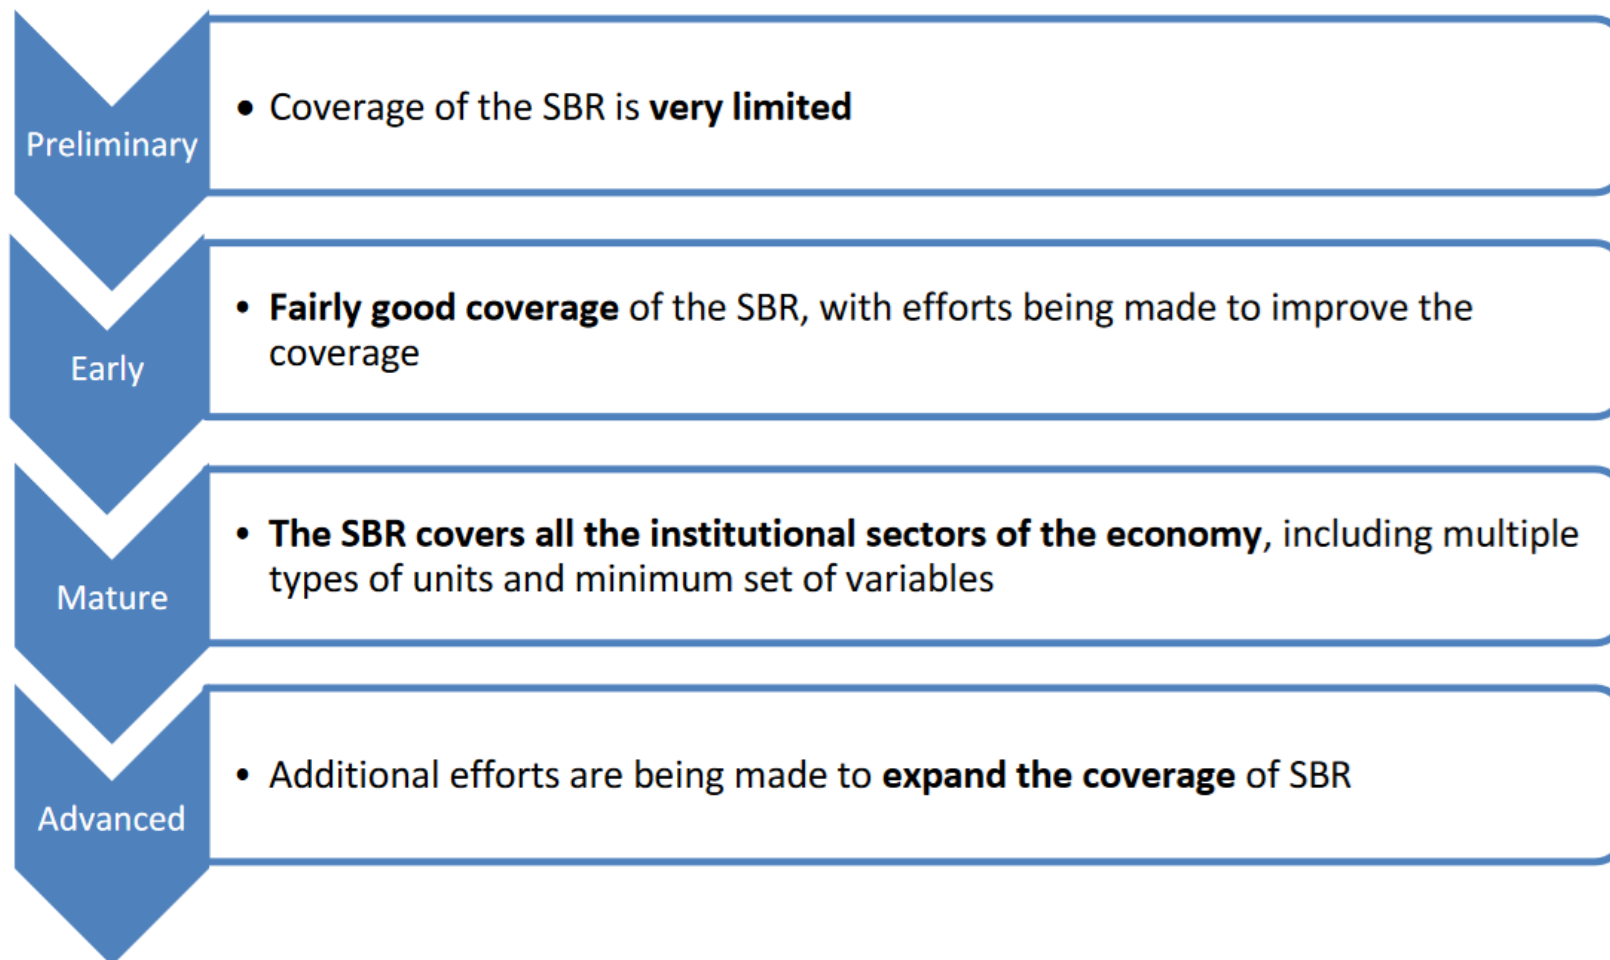 Preliminary
• Coverage of the SBR is very limited
Early
• Fairly good coverage of the SBR, with efforts being made to improve the
coverage
Mature
• The SBR covers all the institutional sectors of the economy, including multiple
types of units and minimum set of variables
Advanced
• Additional efforts are being made to expand the coverage of SBR